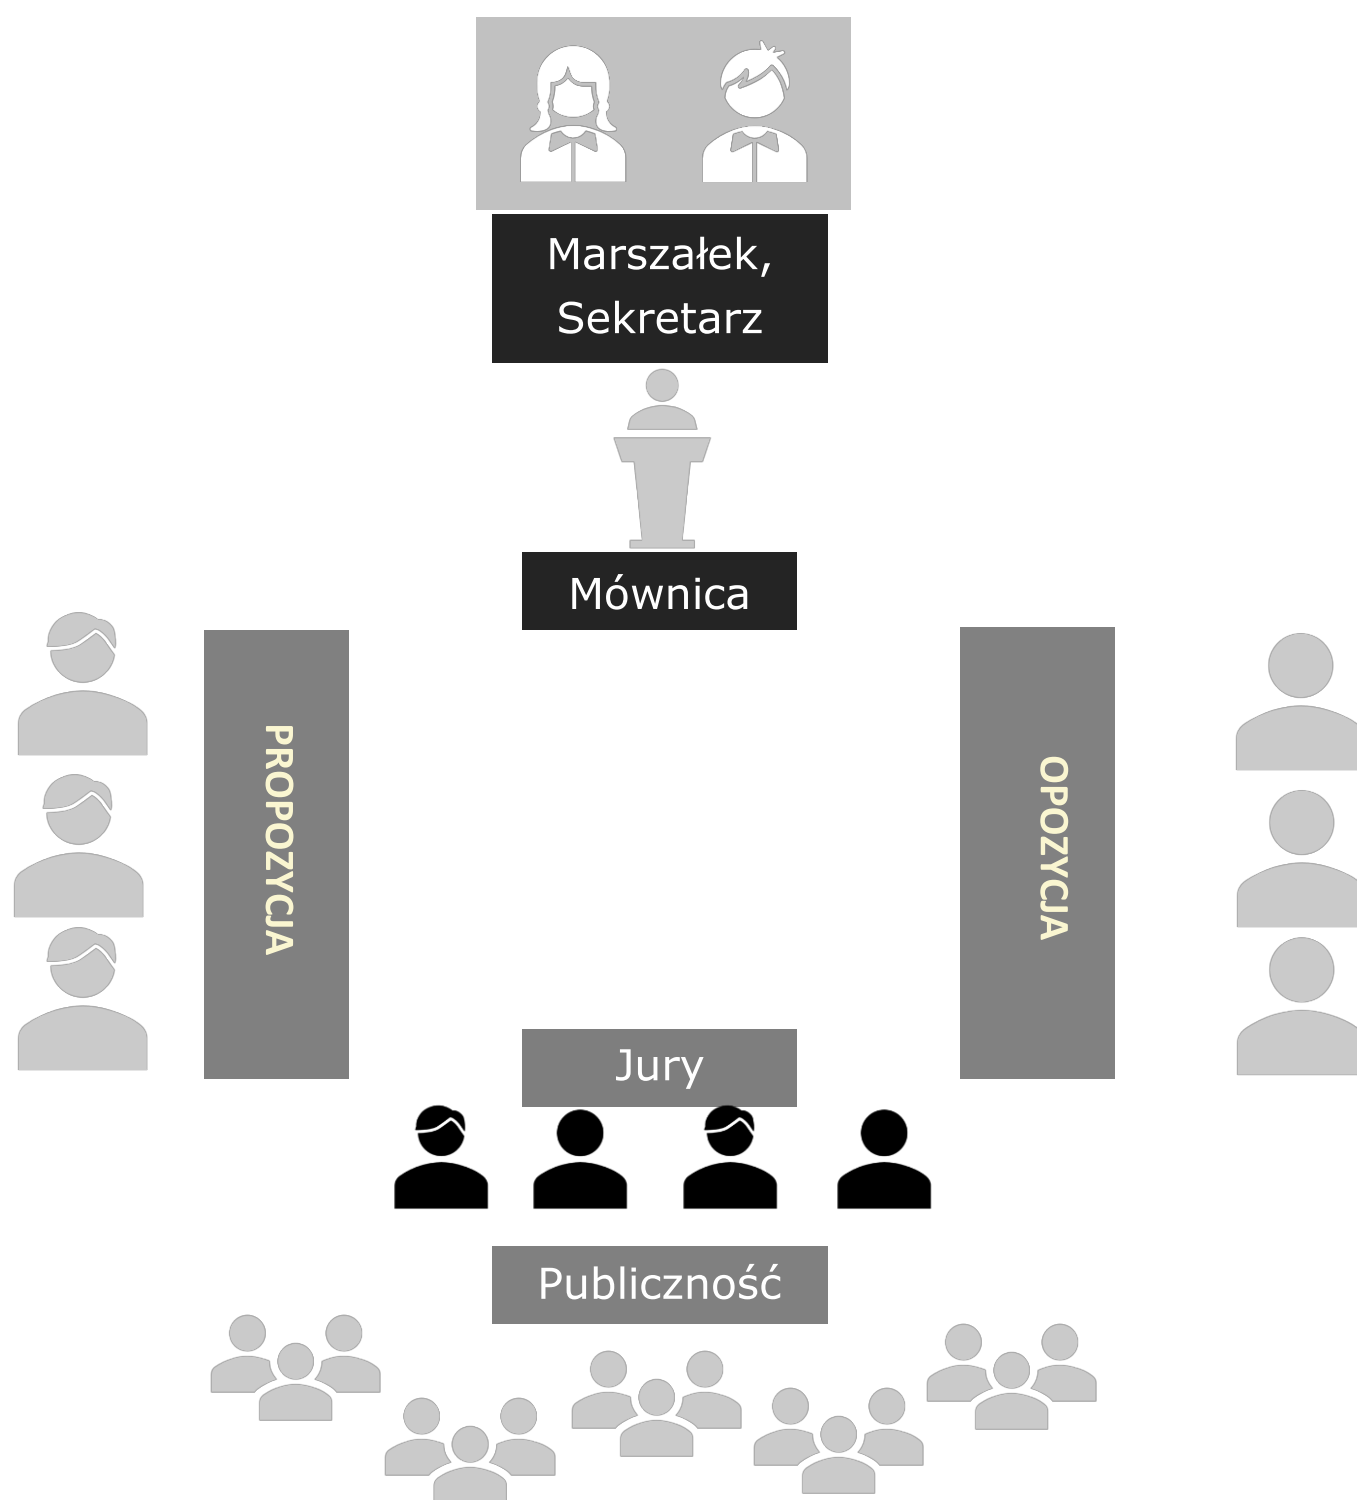 Marszałek,
Sekretarz
Mównica
PROPOZYCJA
OPOZYCJA
Jury
Publiczność